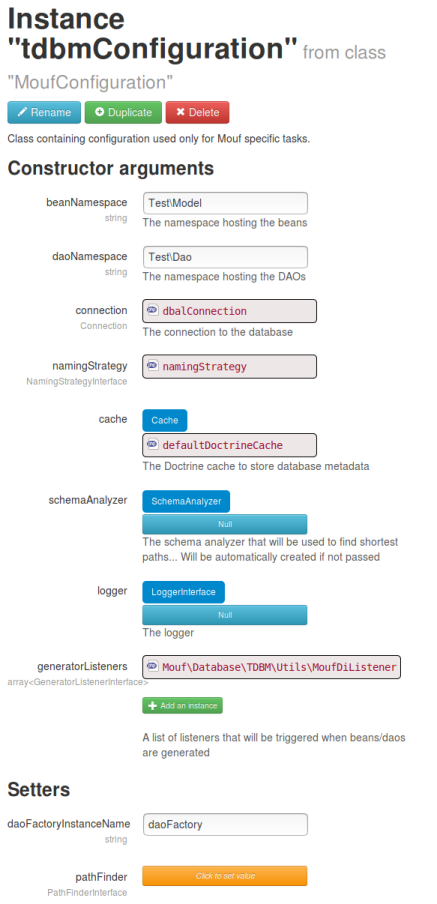 Instance
"tdbmConfiguration" from class
"MoufConfiguration"
Rename
Duplicate
Delete
Class containing configuration used only for Mouf specific tasks.
Constructor arguments
beanNamespace
string
Test\Model
The namespace hosting the beans
daoNamespace
string
Test\Dao
The namespace hosting the DAOs
connection
Connection
dbalConnection
The connection to the database
namingStrategy
NamingStrategyInterface
namingStrategy
cache
Cache
defaultDoctrineCache
The Doctrine cache to store database metadata
schemaAnalyzer
SchemaAnalyzer
Null
The schema analyzer that will be used to find shortest
paths... Will be automatically created if not passed
logger
LoggerInterface
Null
The logger
generatorListeners
array<GeneratorListenerInterface>
Mouf\Database\TDBM\Utils\MoufDiListener
Add an instance
A list of listeners that will be triggered when beans/daos
are generated
Setters
daoFactoryInstanceName
string
daoFactory
pathFinder
PathFinderInterface
Click to set value